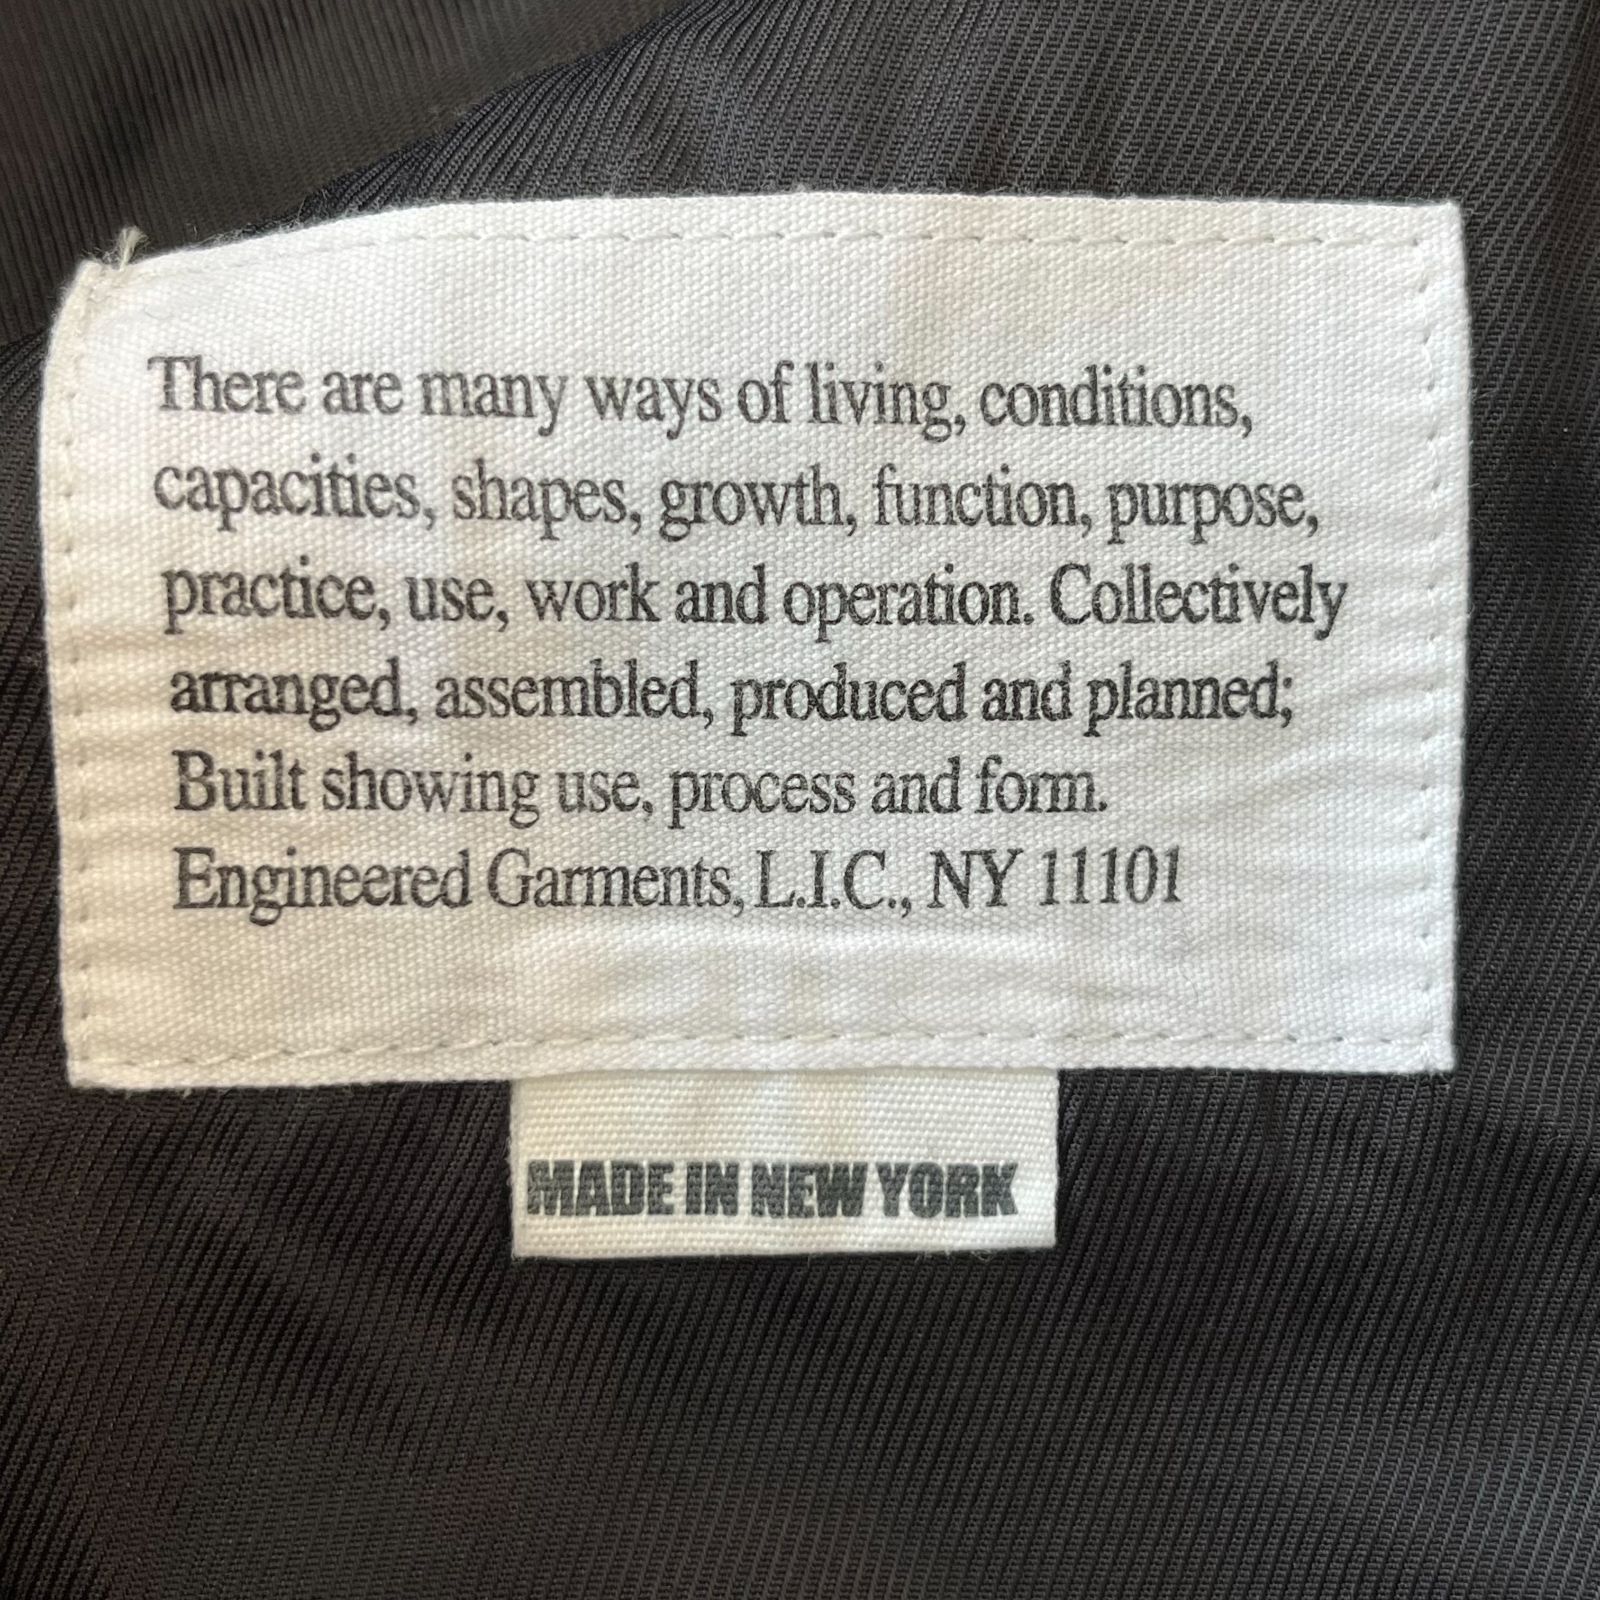 There are many ways of living, conditions,
capacities, shapes, growth, function, purpose,
practice, use, work and operation. Collectively
arranged, assembled, produced and planned;
Built showing use, process and form.
Engineered Garments, L.I.C., NY 11101
MADE IN NEW YORK